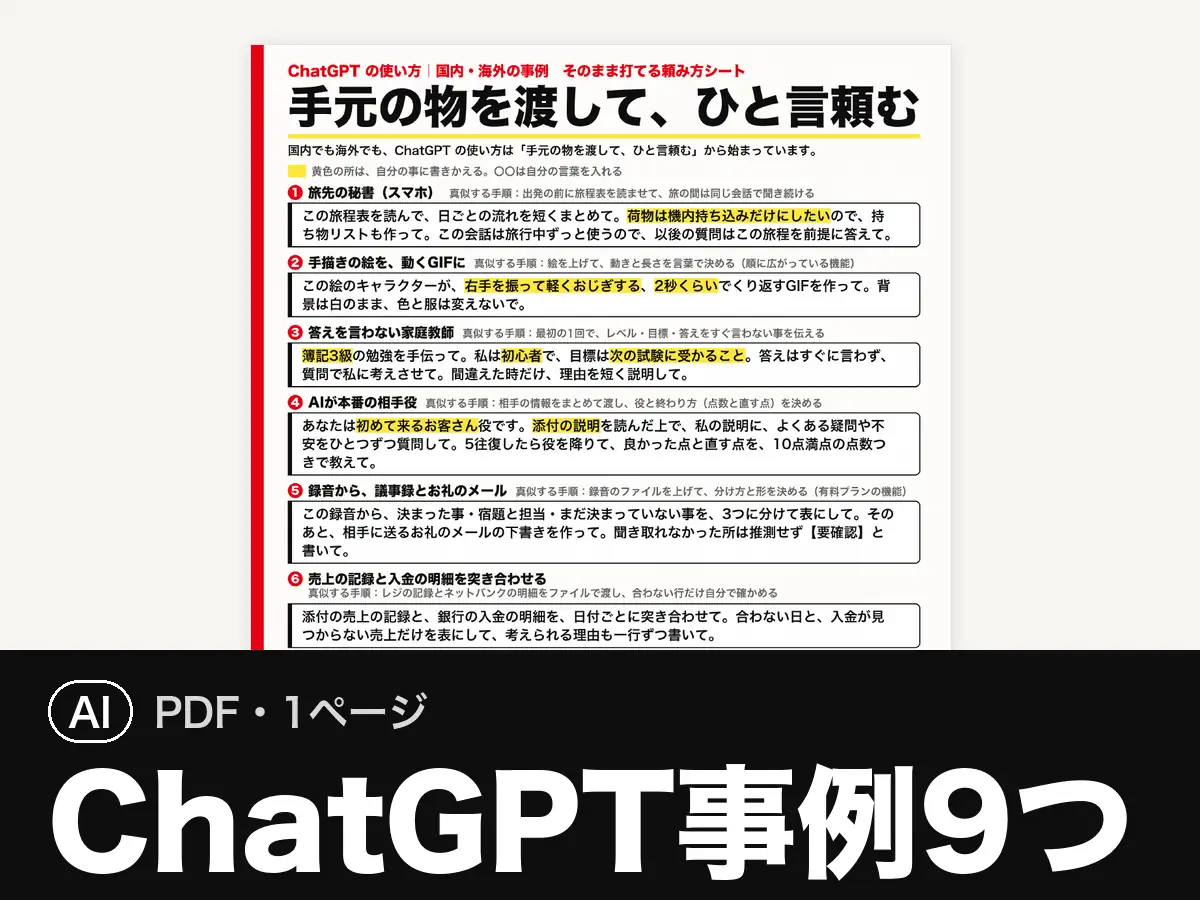 ChatGPT の使い方｜国内・海外の事例　そのまま打てる頼み方シート
手元の物を渡して、ひと言頼む
国内でも海外でも、ChatGPT の使い方は「手元の物を渡して、ひと言頼む」から始まっています。
黄色の所は、自分の事に書きかえる。〇〇は自分の言葉を入れる
1 旅先の秘書（スマホ）　真似する手順：出発の前に旅程表を読ませて、旅の間は同じ会話で聞き続ける
この旅程表を読んで、日ごとの流れを短くまとめて。荷物は機内持ち込みだけにしたいので、持
ち物リストも作って。この会話は旅行中ずっと使うので、以後の質問はこの旅程を前提に答えて。
2 手描きの絵を、動くGIFに　真似する手順：絵を上げて、動きと長さを言葉で決める（順に広がっている機能）
この絵のキャラクターが、右手を振って軽くおじぎする、2秒くらいでくり返すGIFを作って。背
景は白のまま、色と服は変えないで。
3 答えを言わない家庭教師　真似する手順：最初の1回で、レベル・目標・答えをすぐ言わない事を伝える
簿記3級の勉強を手伝って。私は初心者で、目標は次の試験に受かること。答えはすぐに言わず、
質問で私に考えさせて。間違えた時だけ、理由を短く説明して。
4 AIが本番の相手役　真似する手順：相手の情報をまとめて渡し、役と終わり方（点数と直す点）を決める
あなたは初めて来るお客さん役です。添付の説明を読んだ上で、私の説明に、よくある疑問や不
安をひとつずつ質問して。5往復したら役を降りて、良かった点と直す点を、10点満点の点数つ
きで教えて。
5 録音から、議事録とお礼のメール　真似する手順：録音のファイルを上げて、分け方と形を決める（有料プランの機能）
この録音から、決まった事・宿題と担当・まだ決まっていない事を、3つに分けて表にして。その
あと、相手に送るお礼のメールの下書きを作って。聞き取れなかった所は推測せず【要確認】と
書いて。
6 売上の記録と入金の明細を突き合わせる
真似する手順：レジの記録とネットバンクの明細をファイルで渡し、合わない行だけ自分で確かめる
添付の売上の記録と、銀行の入金の明細を、日付ごとに突き合わせて。合わない日と、入金が見
つからない売上だけを表にして、考えられる理由も一行ずつ書いて。
AI PDF・1ページ
ChatGPT事例9つ